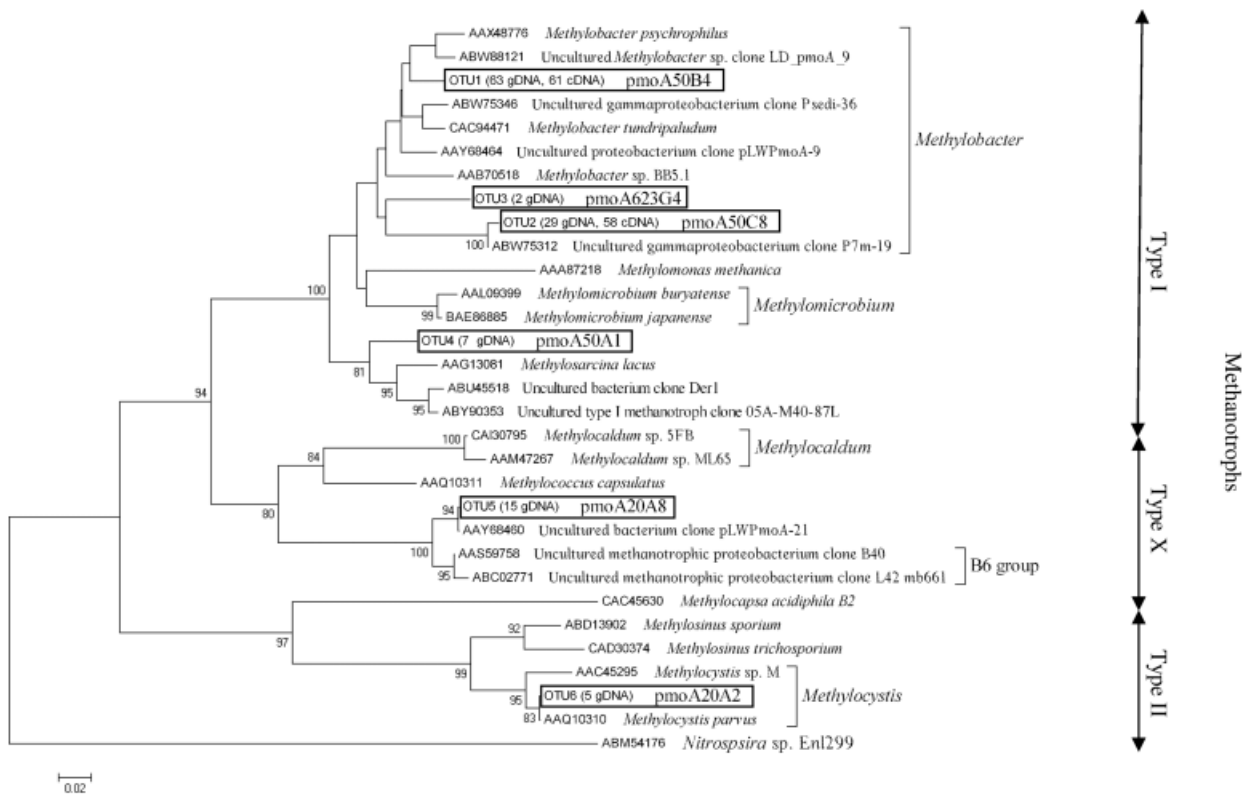 AAX48776 Methylobacter psychrophilus
ABW88121 Uncultured Methylobacter sp. clone LD_pmoA_9
OTU1 (63 gDNA, 61 cDNA) pmoA50B4
ABW75346 Uncultured gammaproteobacterium clone Psedi-36
CAC94471 Methylobacter tundripaludum
AAY68464 Uncultured proteobacterium clone pLWPmoA-9
AAB70518 Methylobacter sp. BB5.1
OTU3 (2 gDNA) pmoA623G4
OTU2 (29 gDNA, 58 cDNA) pmoA50C8
100 ABW75312 Uncultured gammaproteobacterium clone P7m-19
Methylobacter
AAA87218 Methylomonas methanica
100
AAL09399 Methylomicrobium buryatense
99 BAE86885 Methylomicrobium japanense
Methylomicrobium
OTU4 (7 gDNA) pmoA50A1
81
AAG13081 Methylosarcina lacus
95
ABU45518 Uncultured bacterium clone Der1
95 ABY90353 Uncultured type I methanotroph clone 05A-M40-87L
94
Type I
100 CAI30795 Methylocaldum sp. 5FB
AAM47267 Methylocaldum sp. ML65
Methylocaldum
84
AAQ10311 Methylococcus capsulatus
80
94 OTU5 (15 gDNA) pmoA20A8
AAY68460 Uncultured bacterium clone pLWPmoA-21
100
AAS59758 Uncultured methanotrophic proteobacterium clone B40
95 ABC02771 Uncultured methanotrophic proteobacterium clone L42 mb661
B6 group
Type X
CAC45630 Methylocapsa acidiphila B2
97
ABD13902 Methylosinus sporium
92
CAD30374 Methylosinus trichosporium
99
AAC45295 Methylocystis sp. M
95
OTU6 (5 gDNA) pmoA20A2
83 AAQ10310 Methylocystis parvus
Methylocystis
Type II
Methanotrophs
ABM54176 Nitrospsira sp. Enl299
0.02